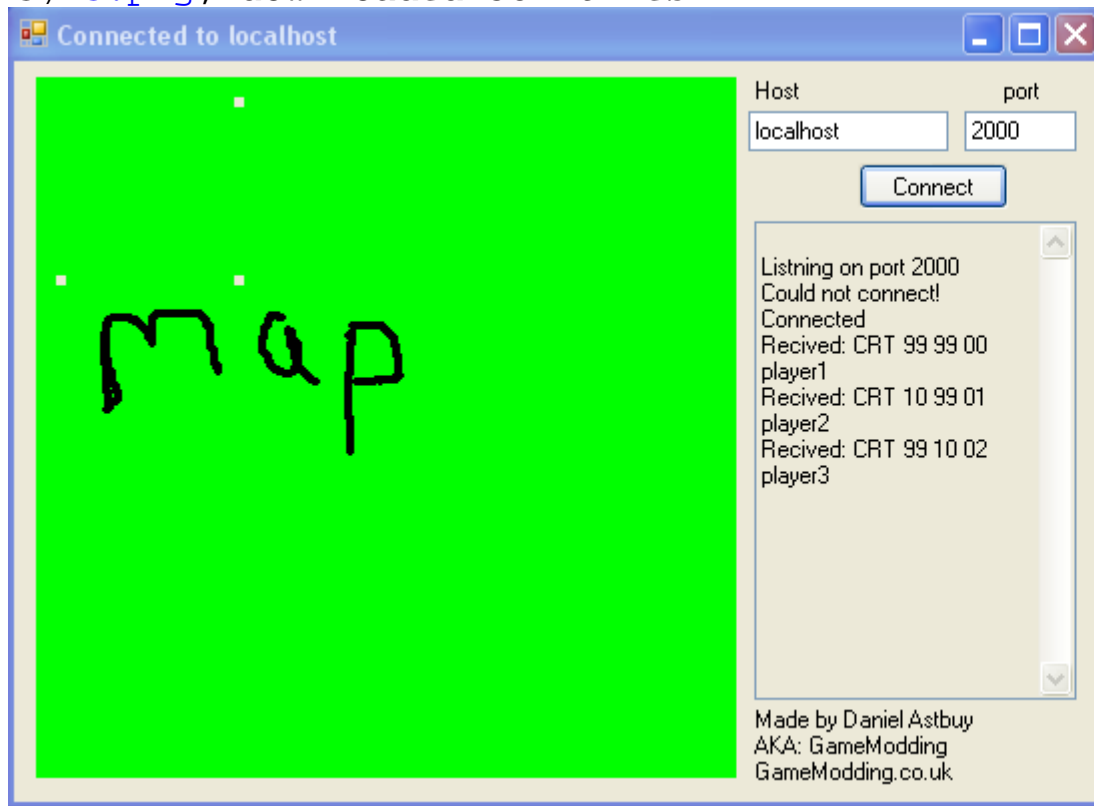 Connected to localhost
Host port
localhost 2000
Connect
Listning on port 2000
Could not connect!
Connected
Recived: CRT 99 99 00
player1
Recived: CRT 10 99 01
player2
Recived: CRT 99 10 02
player3
map
Made by Daniel Astbuy
AKA: GameModding
GameModding.co.uk